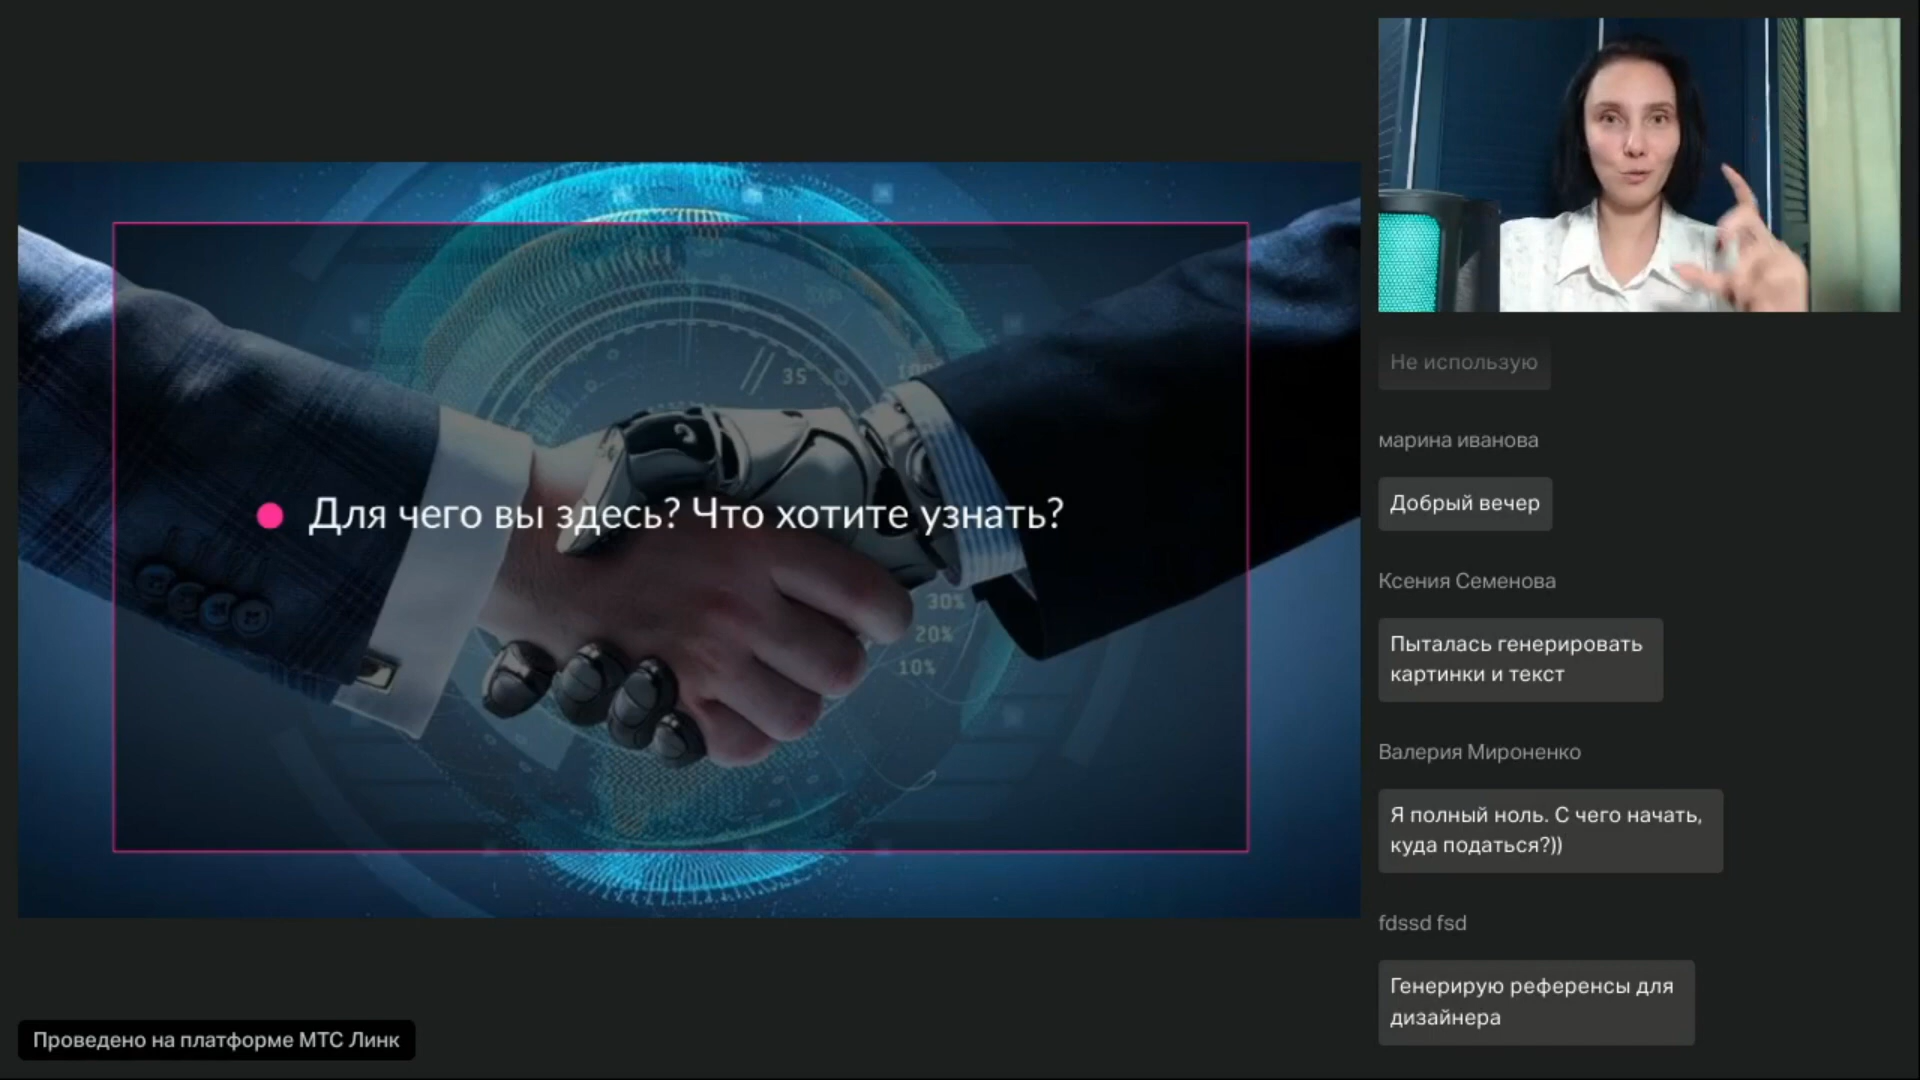 Для чего вы здесь? Что хотите узнать?
35
100%
30%
20%
10%
Не использую
марина иванова
Добрый вечер
Ксения Семенова
Пыталась генерировать
картинки и текст
Валерия Мироненко
Я полный ноль. С чего начать,
куда податься?))
fdssd fsd
Генерирую референсы для
дизайнера
Проведено на платформе МТС Линк